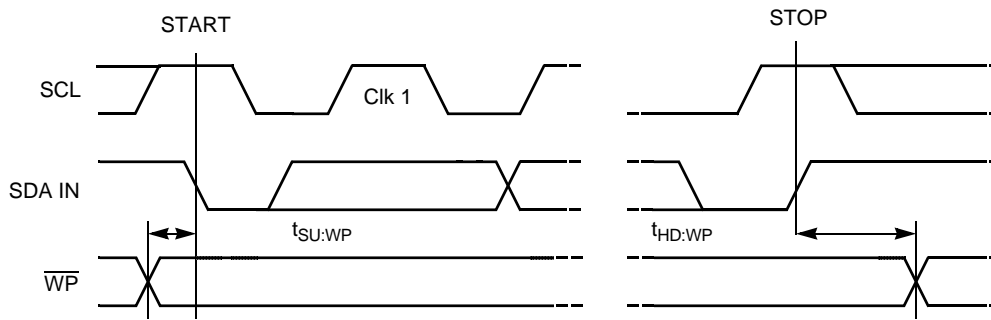 START
STOP
SCL
Clk 1
SDA IN
tSU:WP
tHD:WP
WP